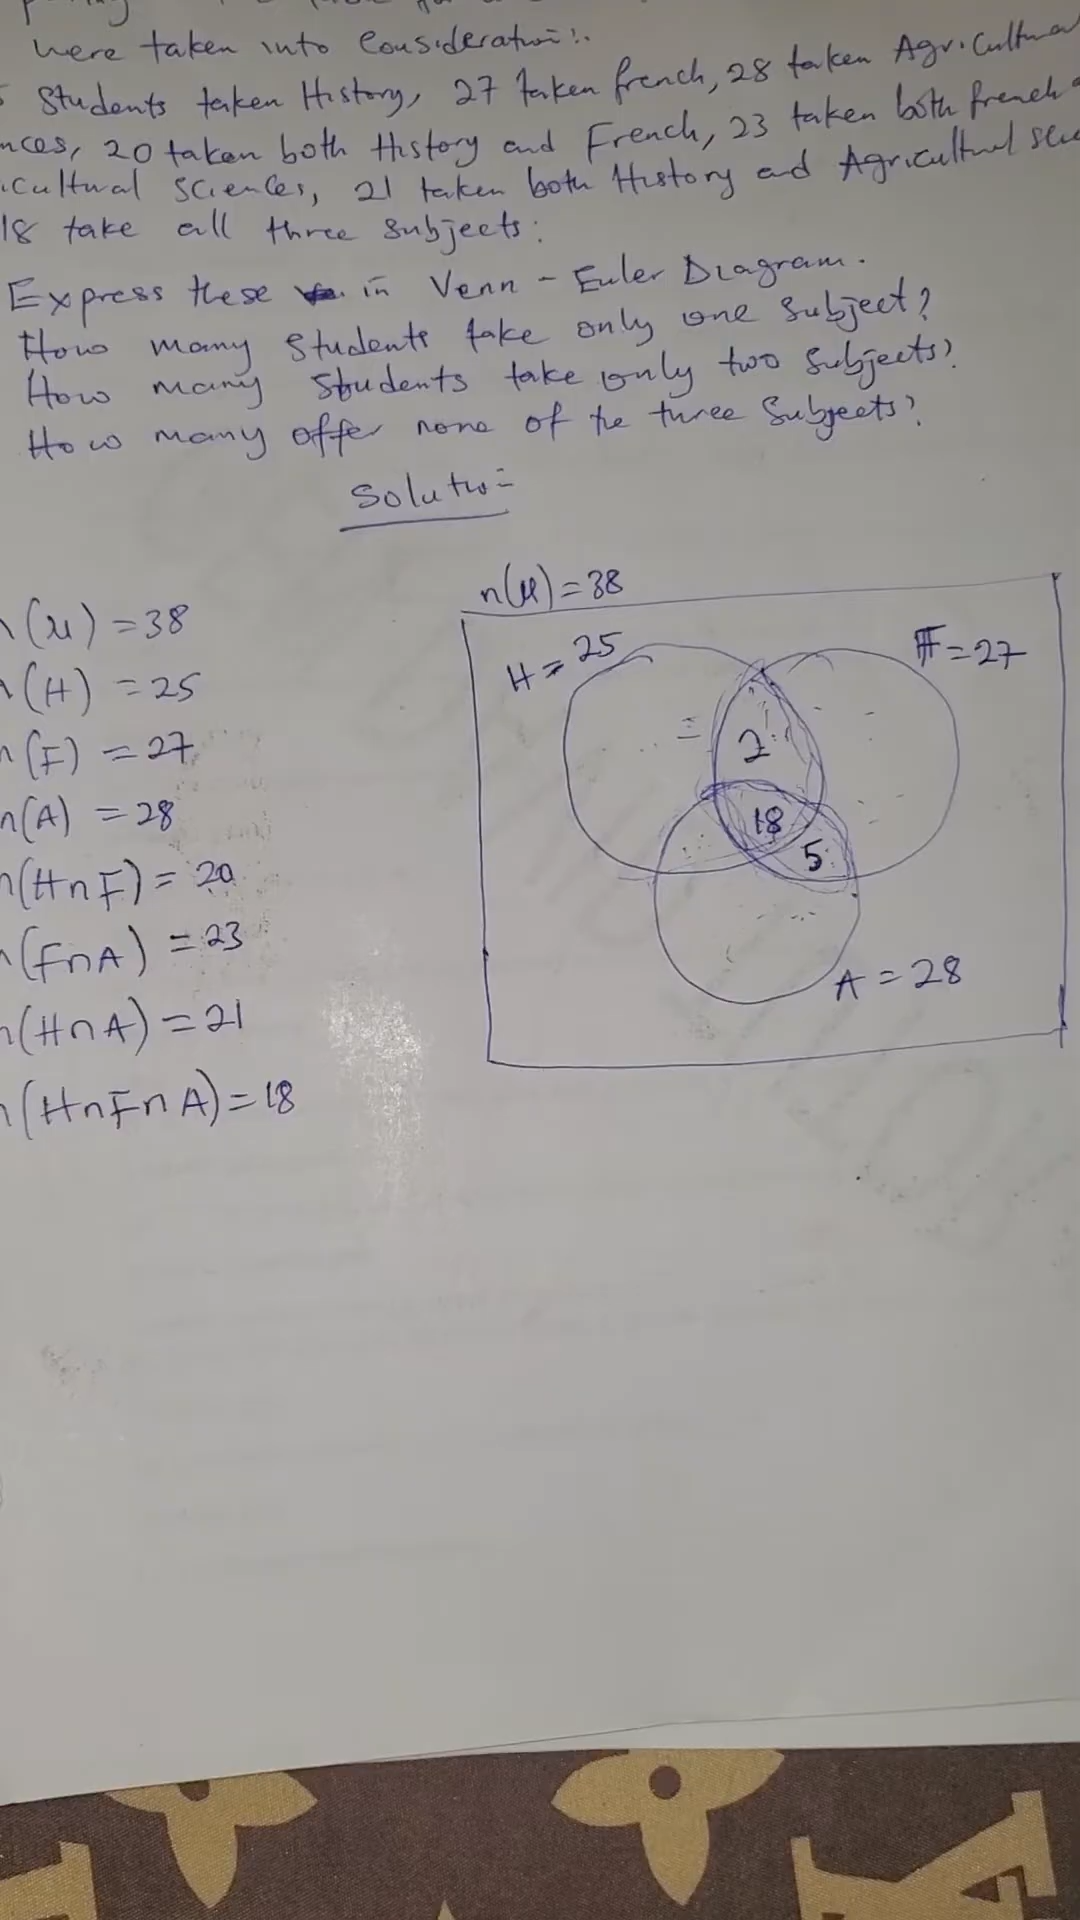 were taken into Consideration:.
Students taken History, 27 taken french, 28 taken Agricultural
nces, 20 taken both History and French, 23 taken both french
icultural Sciences, 21 taken both History and Agricultural
18 take all three subjects:
Express these in Venn - Euler Diagram.
How many students take only one subject?
How many students take only two subjects?
How many offer none of the three subjects?
Solution
n(μ) = 38
n(H) = 25
n(F) = 27
n(A) = 28
n(H∩F) = 20
n(F∩A) = 23
n(H∩A) = 21
n(H∩F∩A) = 18
n(μ) = 38
H = 25
F = 27
2
18
5
A = 28